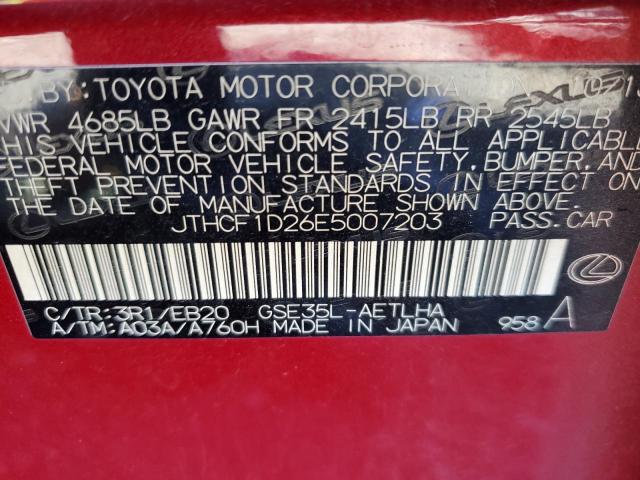 BY: TOYOTA MOTOR CORPORATION
VWR 4685LB GAWR FR 2415LB RR 2545LB
THIS VEHICLE CONFORMS TO ALL APPLICABLE
FEDERAL MOTOR VEHICLE SAFETY, BUMPER, AND
THEFT PREVENTION STANDARDS IN EFFECT ON
THE DATE OF MANUFACTURE SHOWN ABOVE.
JTHCF1D26E5007203 PASS.CAR
C/TR:3R1/EB20 GSE35L-AETLHA
A/TM:A03A/A760H MADE IN JAPAN 958 A